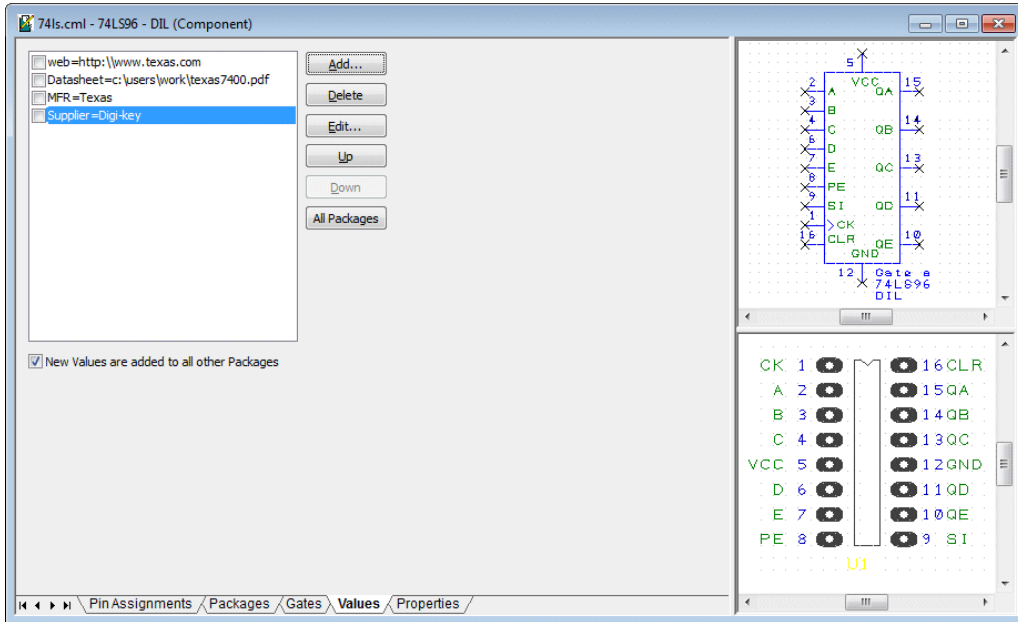 74ls.cml - 74LS96 - DIL (Component)
web=http:\\www.texas.com
Datasheet=c:\users\work\texas7400.pdf
MFR=Texas
Supplier=Digi-key
Add...
Delete
Edit...
Up
Down
All Packages
New Values are added to all other Packages
Pin Assignments
Packages
Gates
Values
Properties
5
VCC
2 A QA 15
3 B
4 C QB 14
6 D
7 E QC 13
8 PE
9 SI QD 11
1 CK
16 CLR QE 10
GND
12 Gate a
74LS96
DIL
CK 1 16 CLR
A 2 15 QA
B 3 14 QB
C 4 13 QC
VCC 5 12 GND
D 6 11 QD
E 7 10 QE
PE 8 9 SI
U1